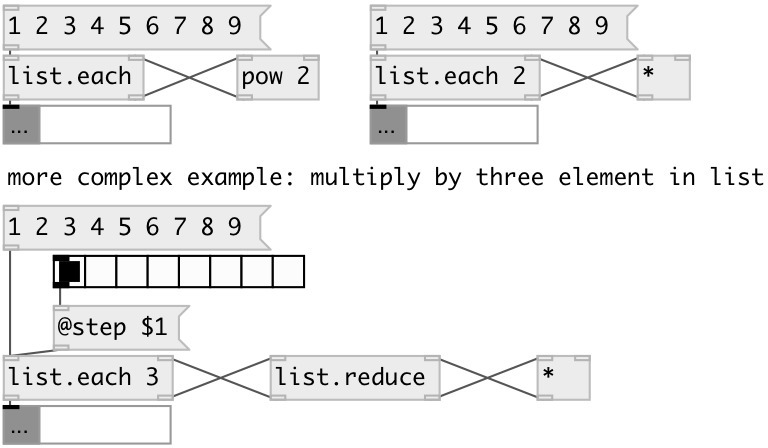 1 2 3 4 5 6 7 8 9
1 2 3 4 5 6 7 8 9
list.each
pow 2
list.each 2
*
...
...
more complex example: multiply by three element in list
1 2 3 4 5 6 7 8 9
@step $1
list.each 3
list.reduce
*
...